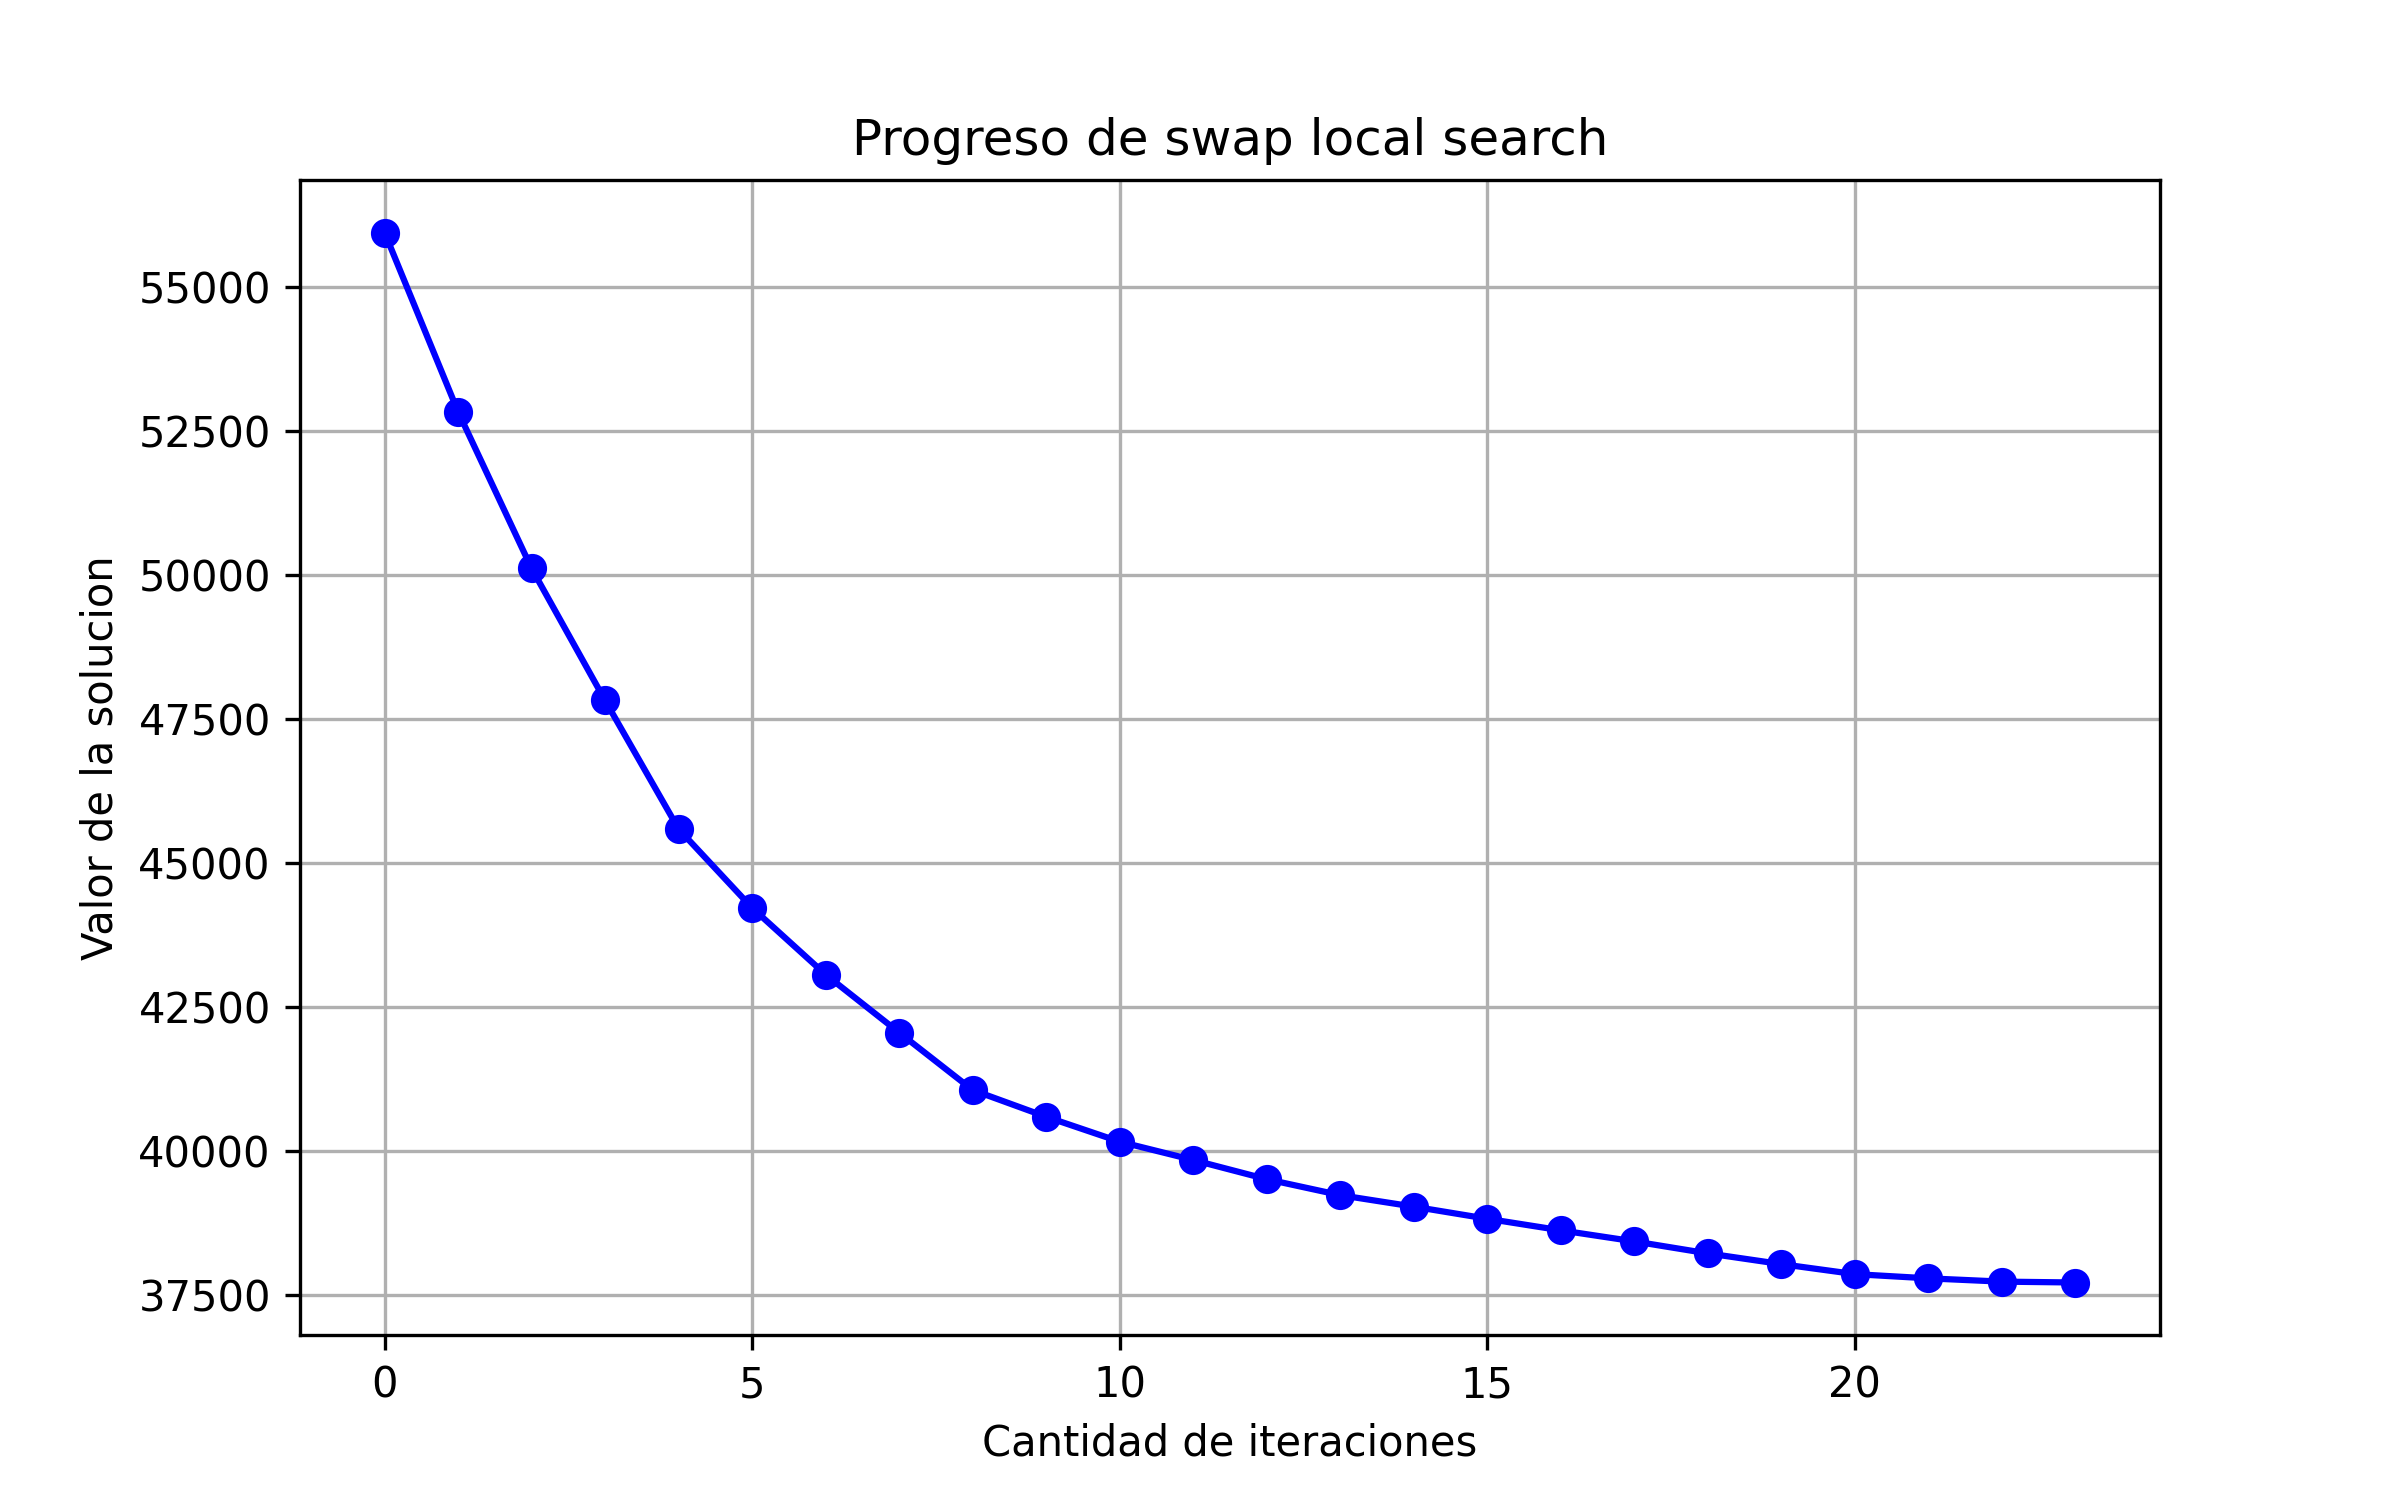 Progreso de swap local search
Valor de la solucion
55000
52500
50000
47500
45000
42500
40000
37500
0 5 10 15 20
Cantidad de iteraciones